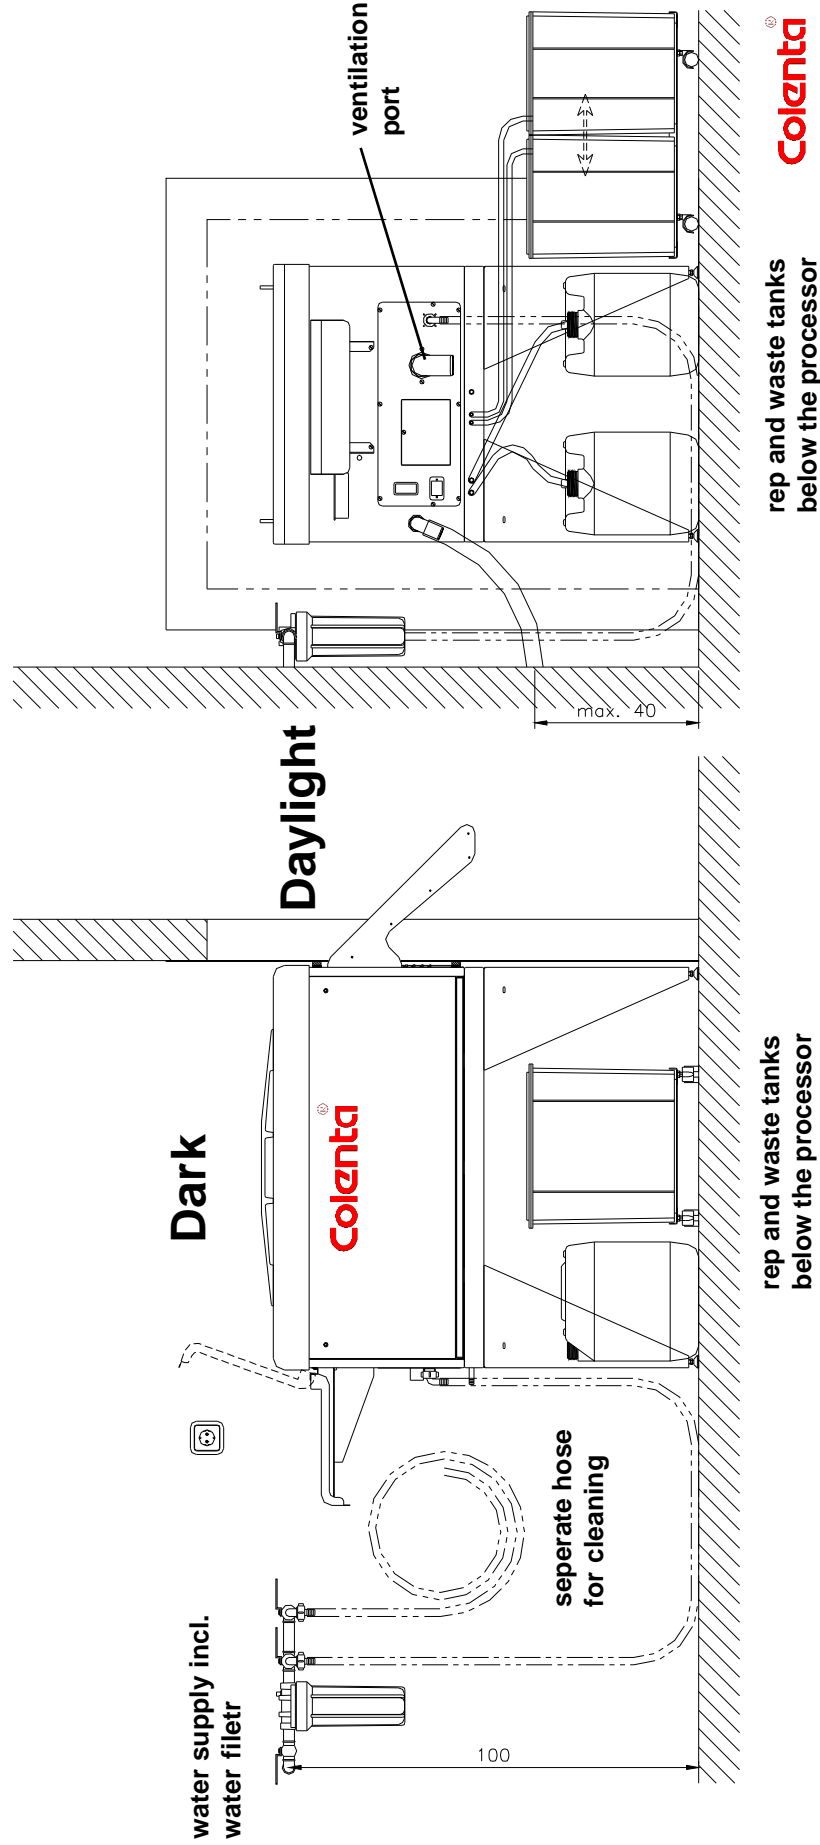 water supply incl.
water filetr
Dark
Daylight
ventilation
port
Colenta®
seperate hose
for cleaning
100
max. 40
rep and waste tanks
below the processor
rep and waste tanks
below the processor
Colenta®